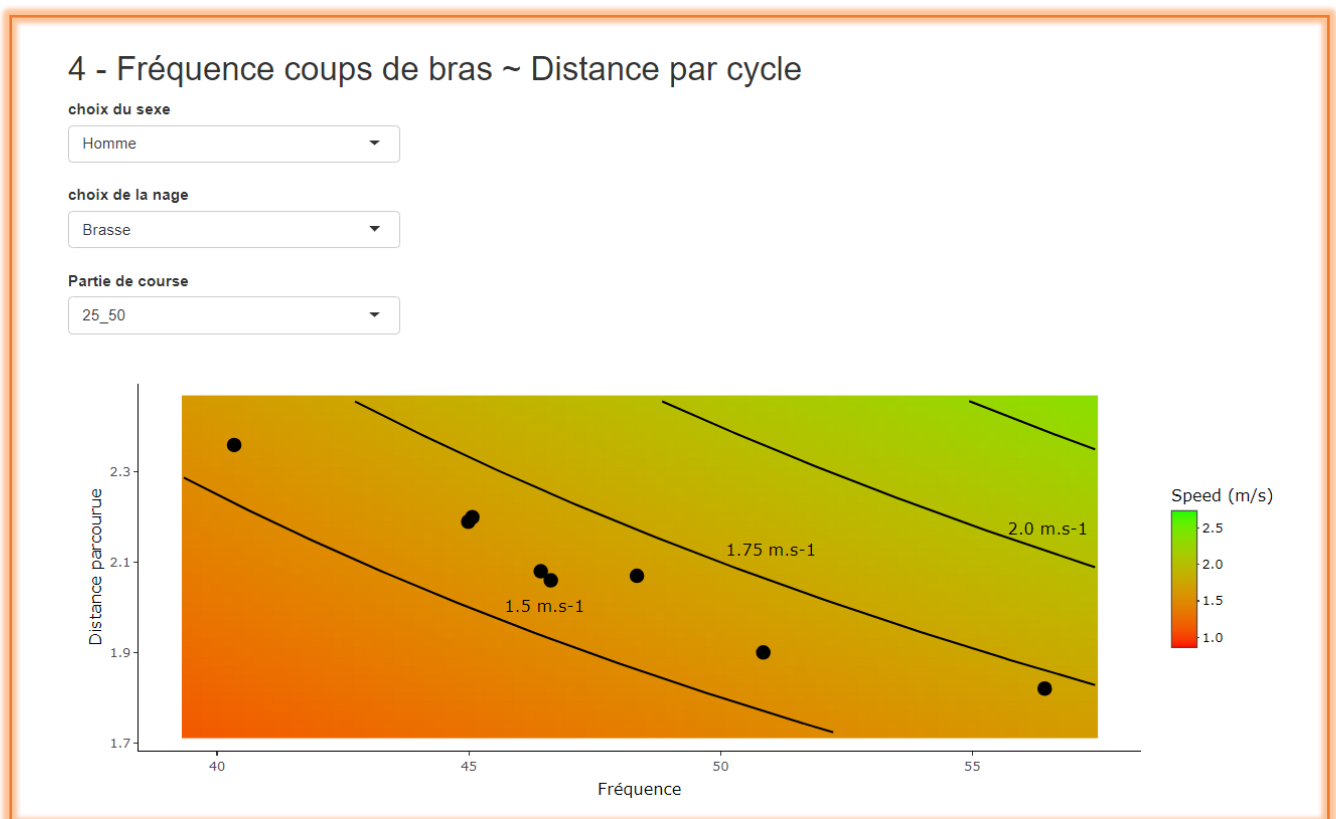 4 - Fréquence coups de bras ~ Distance par cycle
choix du sexe
Homme
choix de la nage
Brasse
Partie de course
25_50
Distance parcourue
2.3
2.1
1.9
1.7
1.5 m.s-1
1.75 m.s-1
2.0 m.s-1
40
45
50
55
Fréquence
Speed (m/s)
2.5
2.0
1.5
1.0